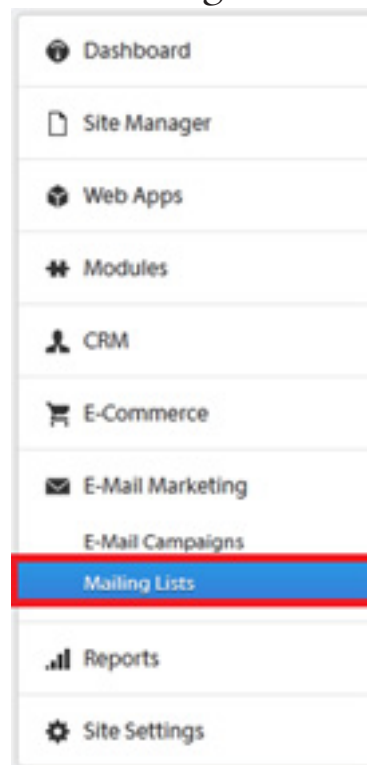 Dashboard
Site Manager
Web Apps
Modules
CRM
E-Commerce
E-Mail Marketing
E-Mail Campaigns
Mailing Lists
Reports
Site Settings